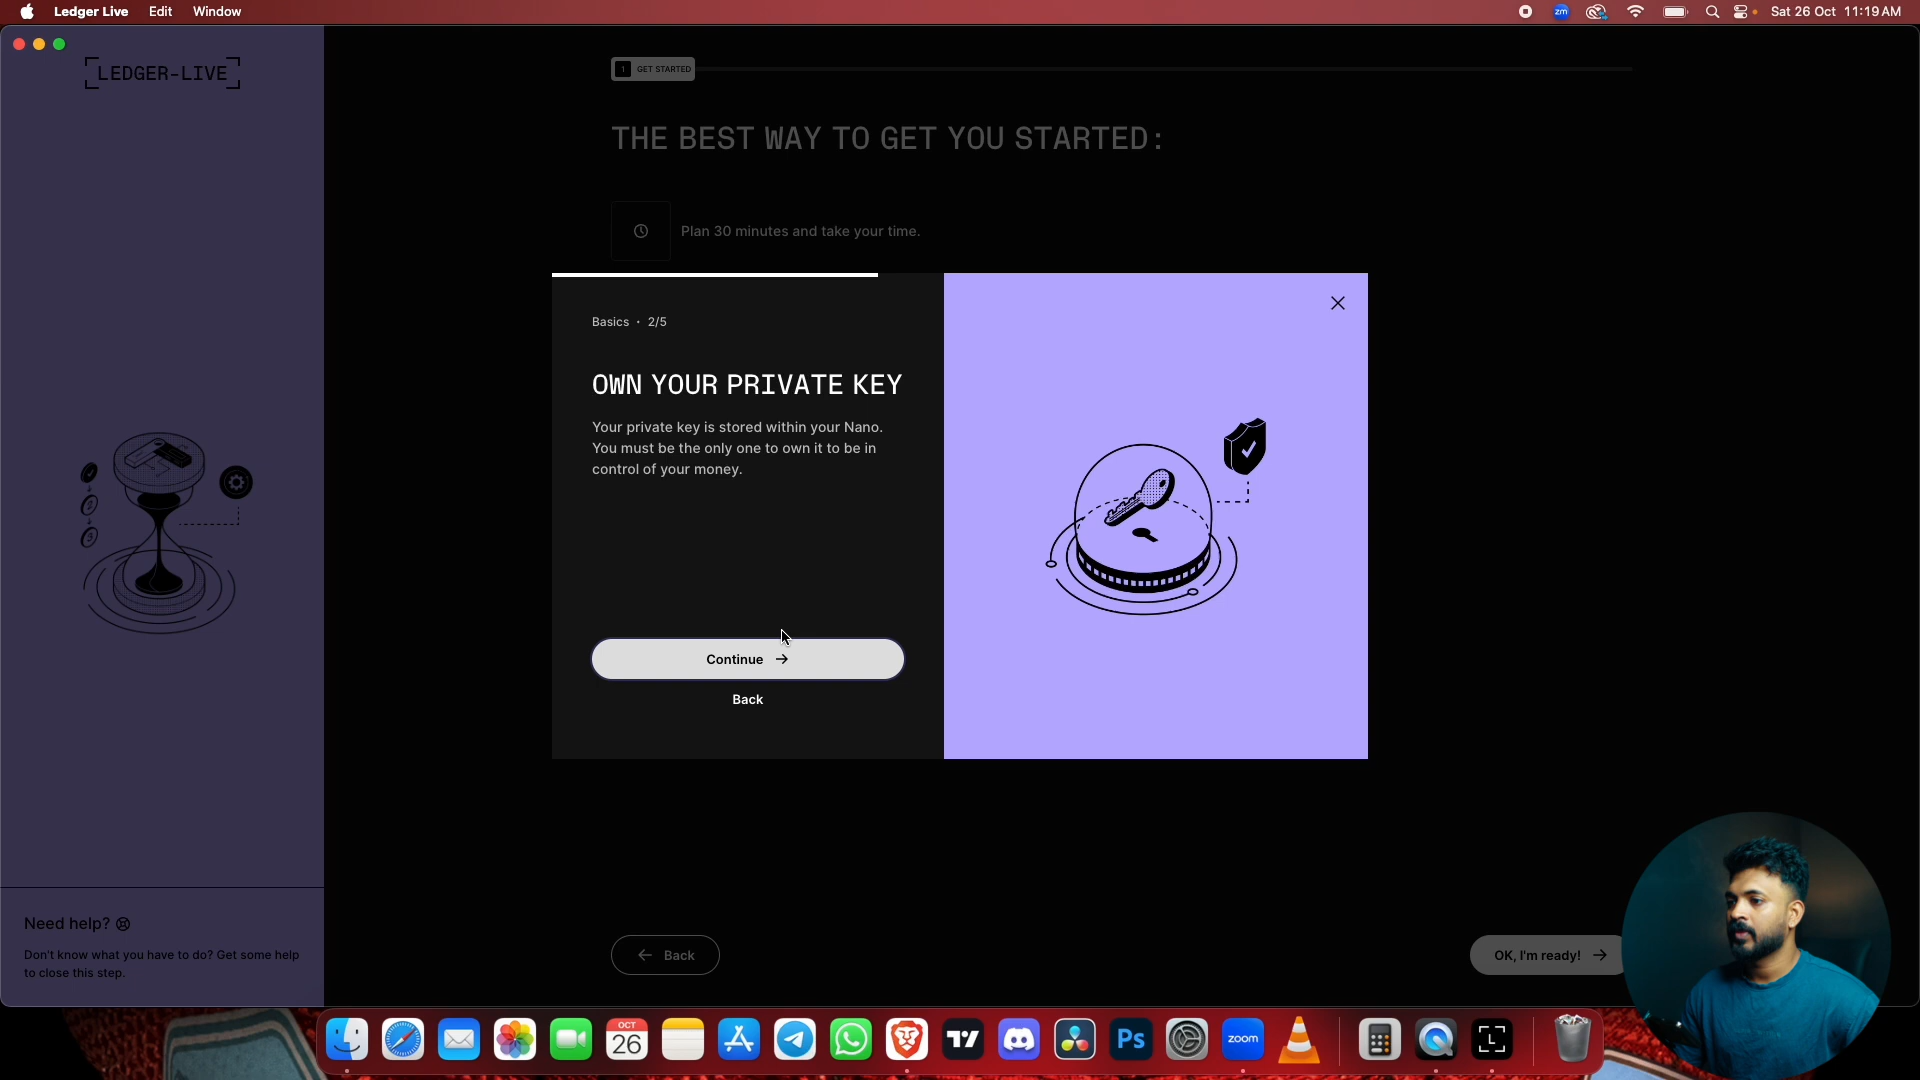 Ledger Live Edit Window
zm
Sat 26 Oct 11:19 AM
LEDGER-LIVE
1 GET STARTED
THE BEST WAY TO GET YOU STARTED:
Plan 30 minutes and take your time.
Basics · 2/5
OWN YOUR PRIVATE KEY
Your private key is stored within your Nano.
You must be the only one to own it to be in
control of your money.
Continue →
Back
Need help?
Don't know what you have to do? Get some help
to close this step.
← Back
OK, I'm ready! →
OCT
26
Ps
zoom